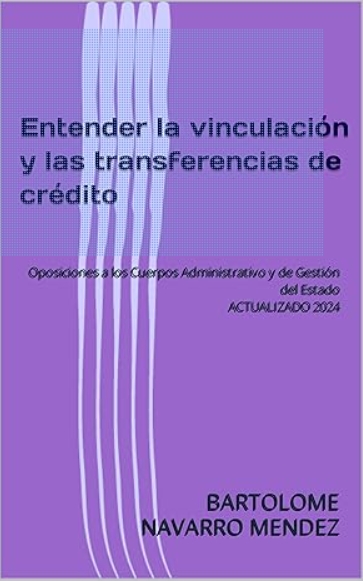 Entender la vinculación
y las transferencias de
crédito
Oposiciones a los Cuerpos Administrativo y de Gestión
del Estado
ACTUALIZADO 2024
BARTOLOME
NAVARRO MENDEZ